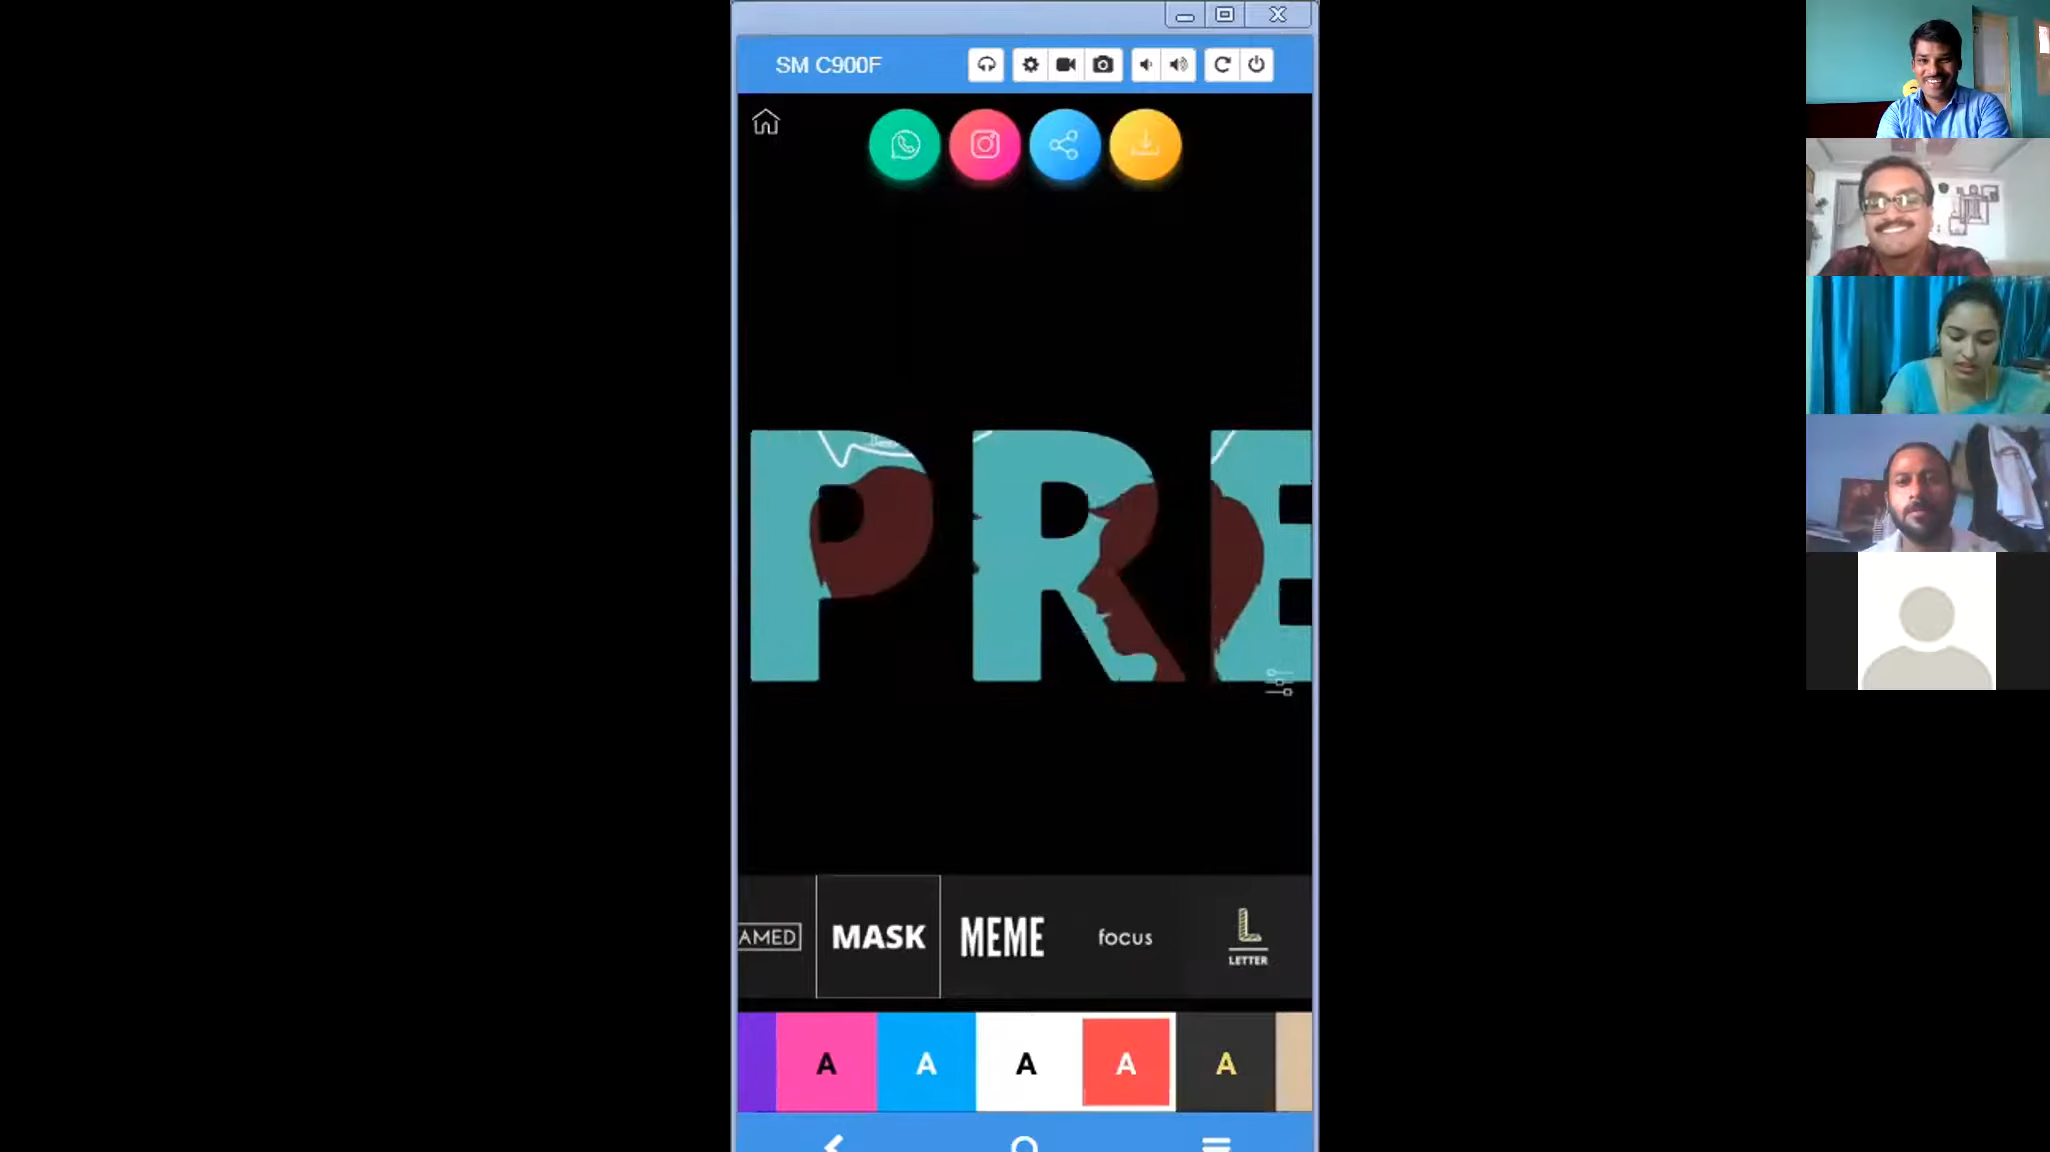 SM C900F
PRE
AMED
MASK
MEME
focus
L
LETTER
A A A A A